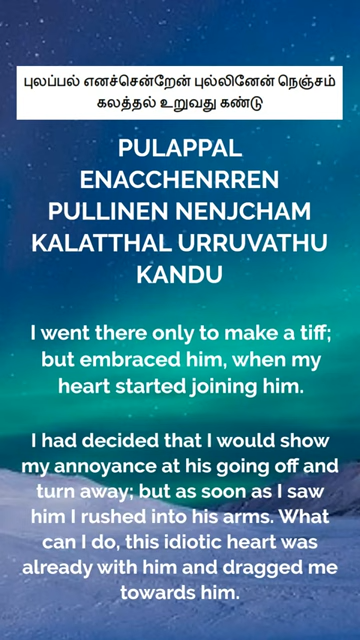 புலப்பல் எனச்சென்றேன் புல்லினேன் நெஞ்சம்
கலத்தல் உறுவது கண்டு
PULAPPAL
ENACCHENRREN
PULLINEN NENJCHAM
KALATTHAL URRUVATHU
KANDU
I went there only to make a tiff;
but embraced him, when my
heart started joining him.
I had decided that I would show
my annoyance at his going off and
turn away; but as soon as I saw
him I rushed into his arms. What
can I do, this idiotic heart was
already with him and dragged me
towards him.